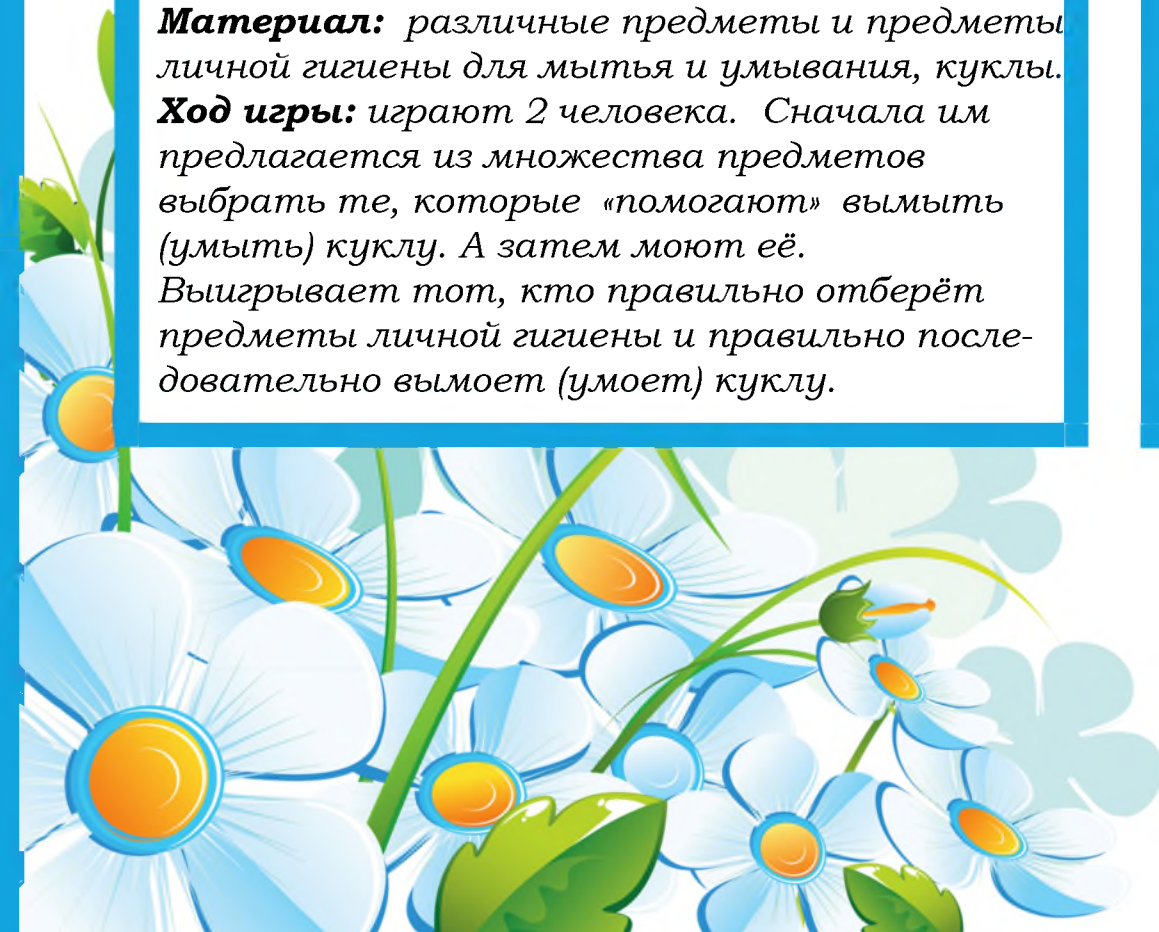 Материал: различные предметы и предметы
личной гигиены для мытья и умывания, куклы.
Ход игры: играют 2 человека. Сначала им
предлагается из множества предметов
выбрать те, которые «помогают» вымыть
(умыть) куклу. А затем моют её.
Выигрывает тот, кто правильно отберёт
предметы личной гигиены и правильно после-
довательно вымоет (умоет) куклу.